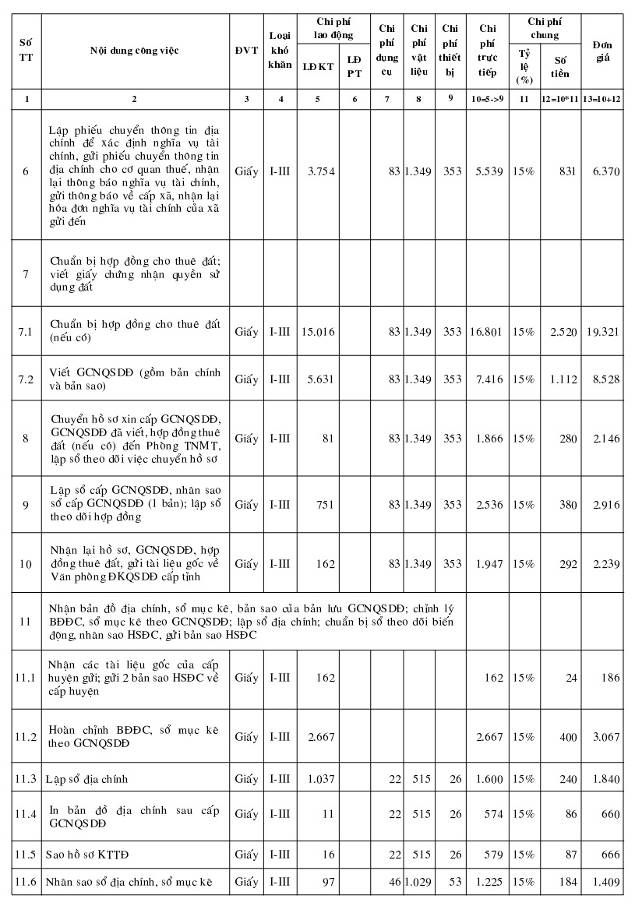 Số TT | Nội dung công việc | ĐVT | Loại khó khăn | Chi phí lao động | Chi phí dụng cụ | Chi phí vật liệu | Chi phí thiết bị | Chi phí trực tiếp | Chi phí chung | Đơn giá
LĐKT | LĐ PT | Tỷ lệ (%) | Số tiền
1 | 2 | 3 | 4 | 5 | 6 | 7 | 8 | 9 | 10=5->9 | 11 | 12=10*11 | 13=10+12
Lập phiếu chuyển thông tin địa
chính để xác định nghĩa vụ tài
chính, gửi phiếu chuyển thông tin
6 | địa chính cho cơ quan thuế, nhận | Giấy | I-III | 3.754 | 83 | 1.349 | 353 | 5.539 | 15% | 831 | 6.370
lại thông báo nghĩa vụ tài chính,
gửi thông báo về cấp xã, nhận lại
hóa đơn nghĩa vụ tài chính của xã
gửi đến
Chuẩn bị hợp đồng cho thuê đất;
7 | viết giấy chứng nhận quyền sử
dụng đất
7.1 | Chuẩn bị hợp đồng cho thuê đất | Giấy | I-III | 15.016 | 83 | 1.349 | 353 | 16.801 | 15% | 2.520 | 19.321
(nếu có)
7.2 | Viết GCNQSDĐ (gồm bản chính | Giấy | I-III | 5.631 | 83 | 1.349 | 353 | 7.416 | 15% | 1.112 | 8.528
và bản sao)
Chuyển hồ sơ xin cấp GCNQSDĐ,
GCNQSDĐ đã viết, hợp đồng thuê
8 | đất (nếu có) đến Phòng TNMT, | Giấy | I-III | 81 | 83 | 1.349 | 353 | 1.866 | 15% | 280 | 2.146
lập sổ theo dõi việc chuyển hồ sơ
Lập sổ cấp GCNQSDĐ, nhân sao
9 | sổ cấp GCNQSDĐ (1 bản); lập sổ | Giấy | I-III | 751 | 83 | 1.349 | 353 | 2.536 | 15% | 380 | 2.916
theo dõi hợp đồng
Nhận lại hồ sơ, GCNQSDĐ, hợp
10 | đồng thuê đất, gửi tài liệu gốc về | Giấy | I-III | 162 | 83 | 1.349 | 353 | 1.947 | 15% | 292 | 2.239
Văn phòng ĐKQSDĐ cấp tỉnh
Nhận bản đồ địa chính, sổ mục kê, bản sao của bản lưu GCNQSDĐ; chỉnh lý
11 | BĐĐC, sổ mục kê theo GCNQSDĐ; lập sổ địa chính; chuẩn bị sổ theo dõi biến
động, nhân sao HSĐC, gửi bản sao HSĐC
Nhận các tài liệu gốc của cấp
11.1 | huyện gửi; gửi 2 bản sao HSĐC về | Giấy | I-III | 162 | 162 | 15% | 24 | 186
cấp huyện
11.2 | Hoàn chỉnh BĐĐC, sổ mục kê | Giấy | I-III | 2.667 | 2.667 | 15% | 400 | 3.067
theo GCNQSDĐ
11.3 | Lập sổ địa chính | Giấy | I-III | 1.037 | 22 | 515 | 26 | 1.600 | 15% | 240 | 1.840
11.4 | In bản đồ địa chính sau cấp | Giấy | I-III | 11 | 22 | 515 | 26 | 574 | 15% | 86 | 660
GCNQSDĐ
11.5 | Sao hồ sơ KTTĐ | Giấy | I-III | 16 | 22 | 515 | 26 | 579 | 15% | 87 | 666
11.6 | Nhân sao sổ địa chính, sổ mục kê | Giấy | I-III | 97 | 46 | 1.029 | 53 | 1.225 | 15% | 184 | 1.409